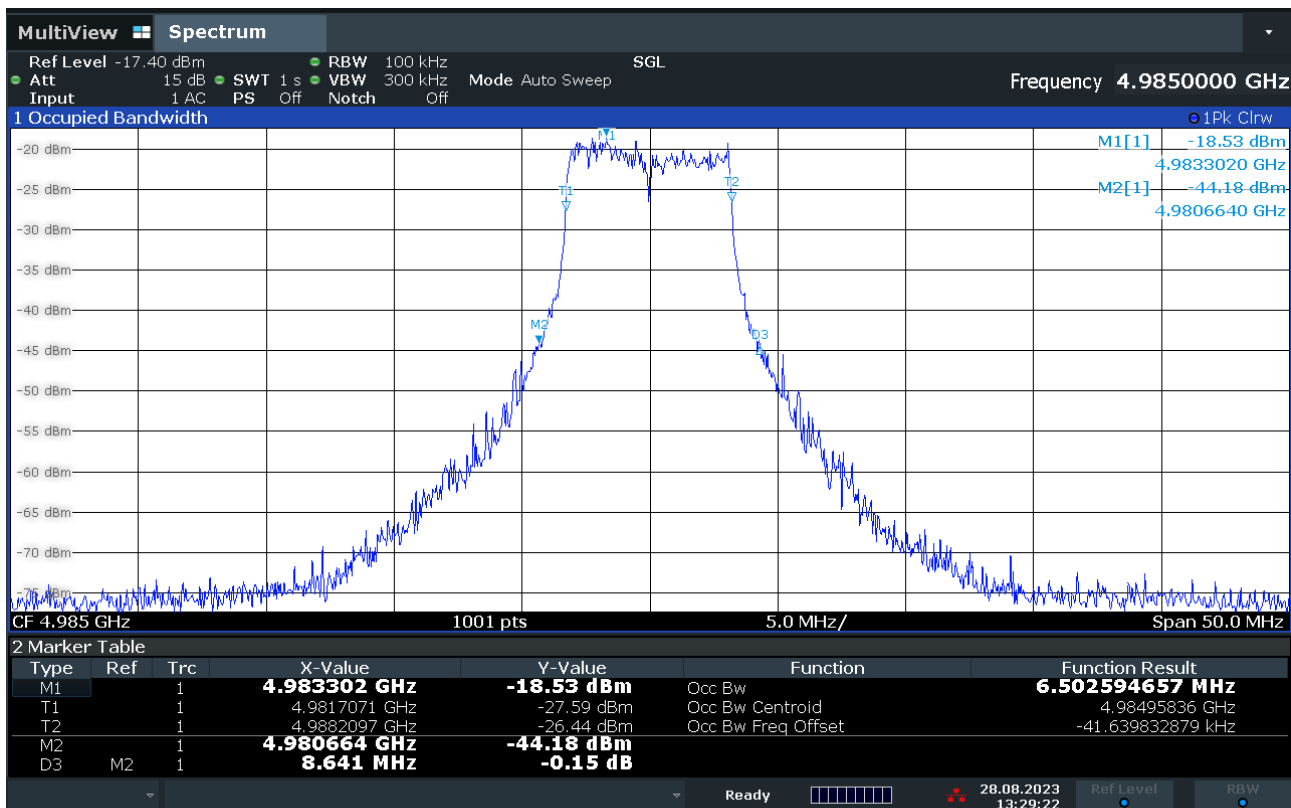 MultiView Spectrum
Ref Level -17.40 dBm RBW 100 kHz SGL
Att 15 dB SWT 1 s VBW 300 kHz Mode Auto Sweep Frequency 4.9850000 GHz
Input 1 AC PS Off Notch Off
1 Occupied Bandwidth 1Pk Clrw
M1[1] -18.53 dBm
4.9833020 GHz
M2[1] -44.18 dBm
4.9806640 GHz
M1
-20 dBm
T1
T2
-25 dBm
-30 dBm
-35 dBm
-40 dBm
M2
D3
-45 dBm
-50 dBm
-55 dBm
-60 dBm
-65 dBm
-70 dBm
-75 dBm
CF 4.985 GHz 1001 pts 5.0 MHz/ Span 50.0 MHz
2 Marker Table
Type Ref Trc X-Value Y-Value Function Function Result
M1 1 4.983302 GHz -18.53 dBm Occ Bw 6.502594657 MHz
T1 1 4.9817071 GHz -27.59 dBm Occ Bw Centroid 4.98495836 GHz
T2 1 4.9882097 GHz -26.44 dBm Occ Bw Freq Offset -41.639832879 kHz
M2 1 4.980664 GHz -44.18 dBm
D3 M2 1 8.641 MHz -0.15 dB
Ready 28.08.2023 Ref Level RBW
13:29:22